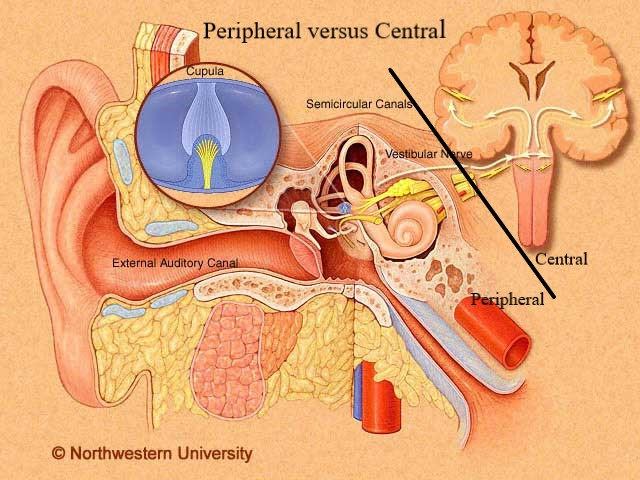 Peripheral versus Central
Cupula
Semicircular Canals
Vestibular Nerve
External Auditory Canal
Central
Peripheral
© Northwestern University